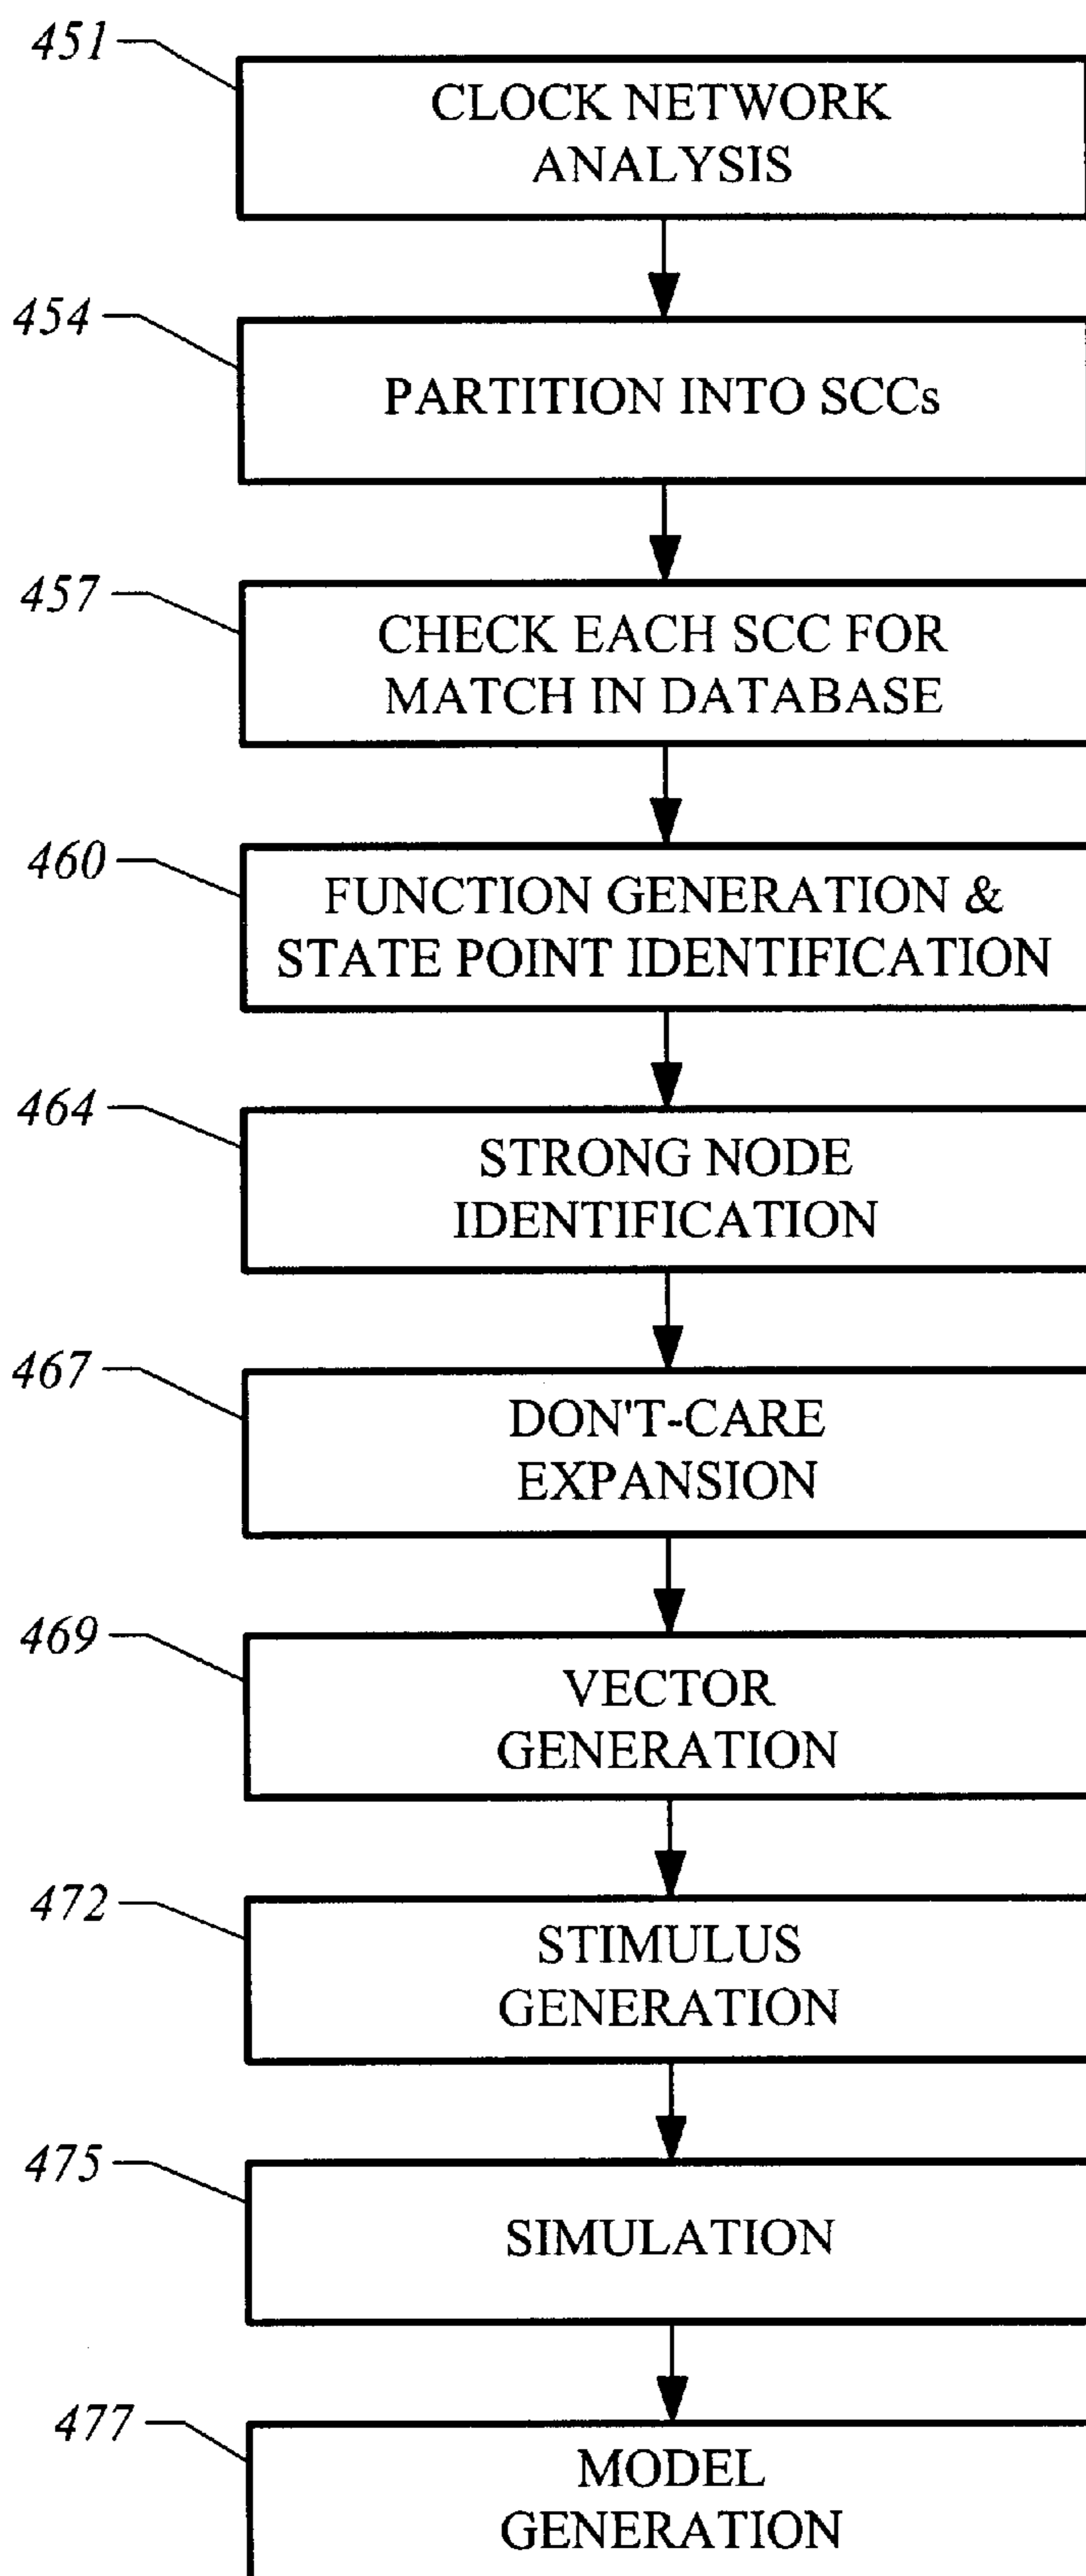 451
CLOCK NETWORK
ANALYSIS
454
PARTITION INTO SCCs
457
CHECK EACH SCC FOR
MATCH IN DATABASE
460
FUNCTION GENERATION &
STATE POINT IDENTIFICATION
464
STRONG NODE
IDENTIFICATION
467
DON'T-CARE
EXPANSION
469
VECTOR
GENERATION
472
STIMULUS
GENERATION
475
SIMULATION
477
MODEL
GENERATION